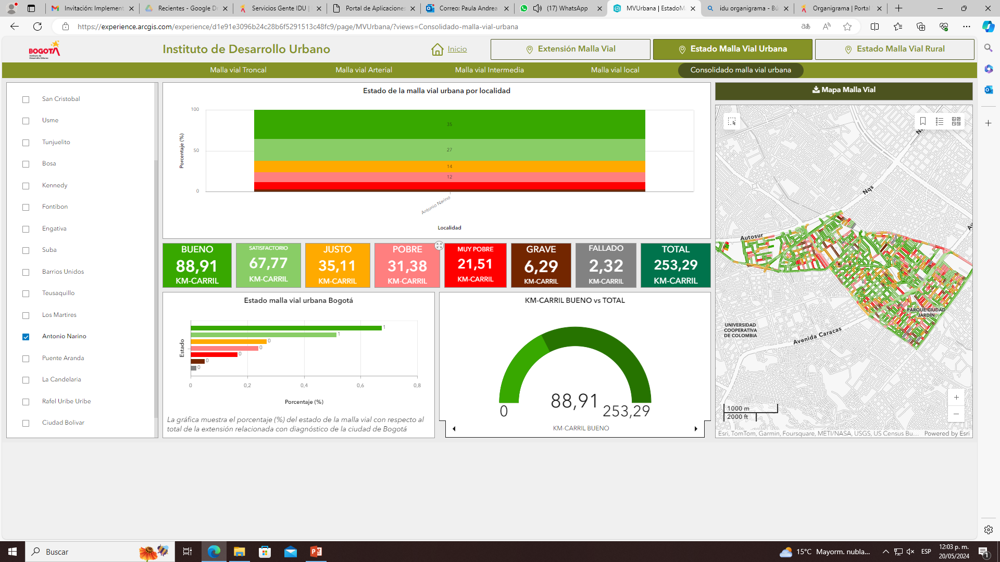 Invitación: Implement
Recientes - Google D
Servicios Gente IDU |
Portal de Aplicacione
Correo: Paula Andrea
(17) WhatsApp
MVUrbana | EstadoM
idu organigrama - Bú
Organigrama | Portal
https://experience.arcgis.com/experience/d1e91e3096b24c28b6f5291513c48fc9/page/MVUrbana/?views=Consolidado-malla-vial-urbana
BOGOTÁ
Instituto de Desarrollo Urbano
Inicio
Extensión Malla Vial
Estado Malla Vial Urbana
Estado Malla Vial Rural
Malla vial Troncal
Malla vial Arterial
Malla vial Intermedia
Malla vial local
Consolidado malla vial urbana
San Cristobal
Usme
Tunjuelito
Bosa
Kennedy
Fontibon
Engativa
Suba
Barrios Unidos
Teusaquillo
Los Martires
Antonio Narino
Puente Aranda
La Candelaria
Rafel Uribe Uribe
Ciudad Bolivar
Estado de la malla vial urbana por localidad
Porcentaje (%)
100
50
0
35
27
14
12
Antonio Narino
Localidad
BUENO
88,91
KM-CARRIL
SATISFACTORIO
67,77
KM-CARRIL
JUSTO
35,11
KM-CARRIL
POBRE
31,38
KM-CARRIL
MUY POBRE
21,51
KM-CARRIL
GRAVE
6,29
KM-CARRIL
FALLADO
2,32
KM-CARRIL
TOTAL
253,29
KM-CARRIL
Estado malla vial urbana Bogotá
Estado
1
1
0
0
0
0
0
0 0,2 0,4 0,6 0,8
Porcentaje (%)
La gráfica muestra el porcentaje (%) del estado de la malla vial con respecto al
total de la extensión relacionada con diagnóstico de la ciudad de Bogotá
KM-CARRIL BUENO vs TOTAL
88,91
0
253,29
KM-CARRIL BUENO
Mapa Malla Vial
Nqs
Autosur
PARQUE CIUDAD
JARDÍN
UNIVERSIDAD
COOPERATIVA
DE COLOMBIA
Avenida Caracas
1000 m
2000 ft
Esri, TomTom, Garmin, Foursquare, METI/NASA, USGS, US Census Bu...
Powered by Esri
Buscar
15°C Mayorm. nubla...
ESP
12:03 p. m.
20/05/2024
1